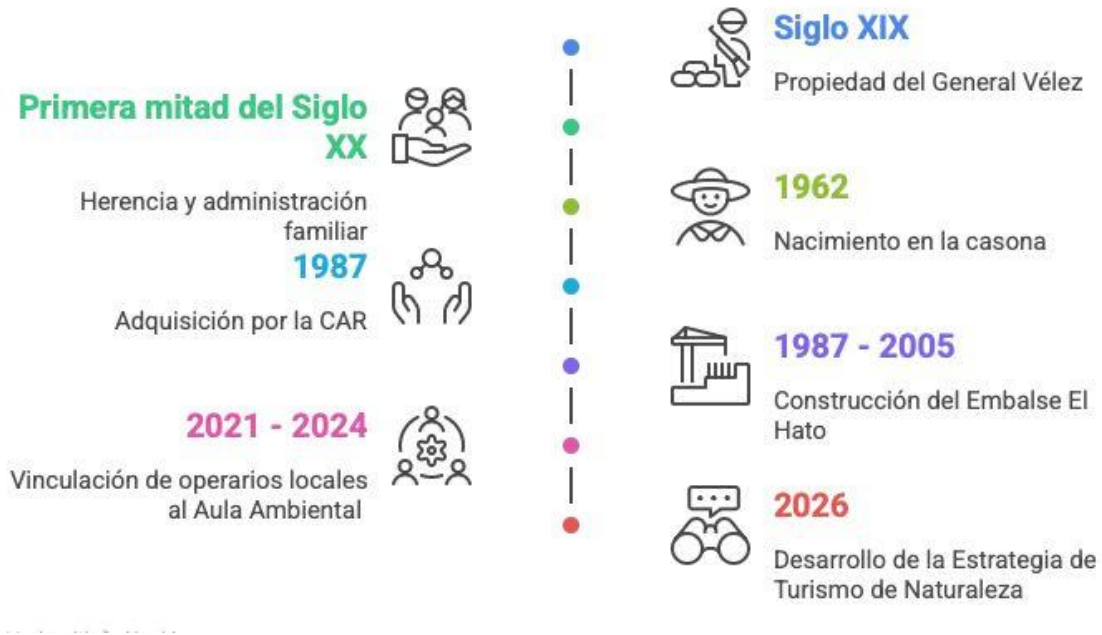 Siglo XIX
Propiedad del General Vélez
Primera mitad del Siglo
XX
Herencia y administración
familiar
1962
Nacimiento en la casona
1987
Adquisición por la CAR
1987 - 2005
Construcción del Embalse El
Hato
2021 - 2024
Vinculación de operarios locales
al Aula Ambiental
2026
Desarrollo de la Estrategia de
Turismo de Naturaleza